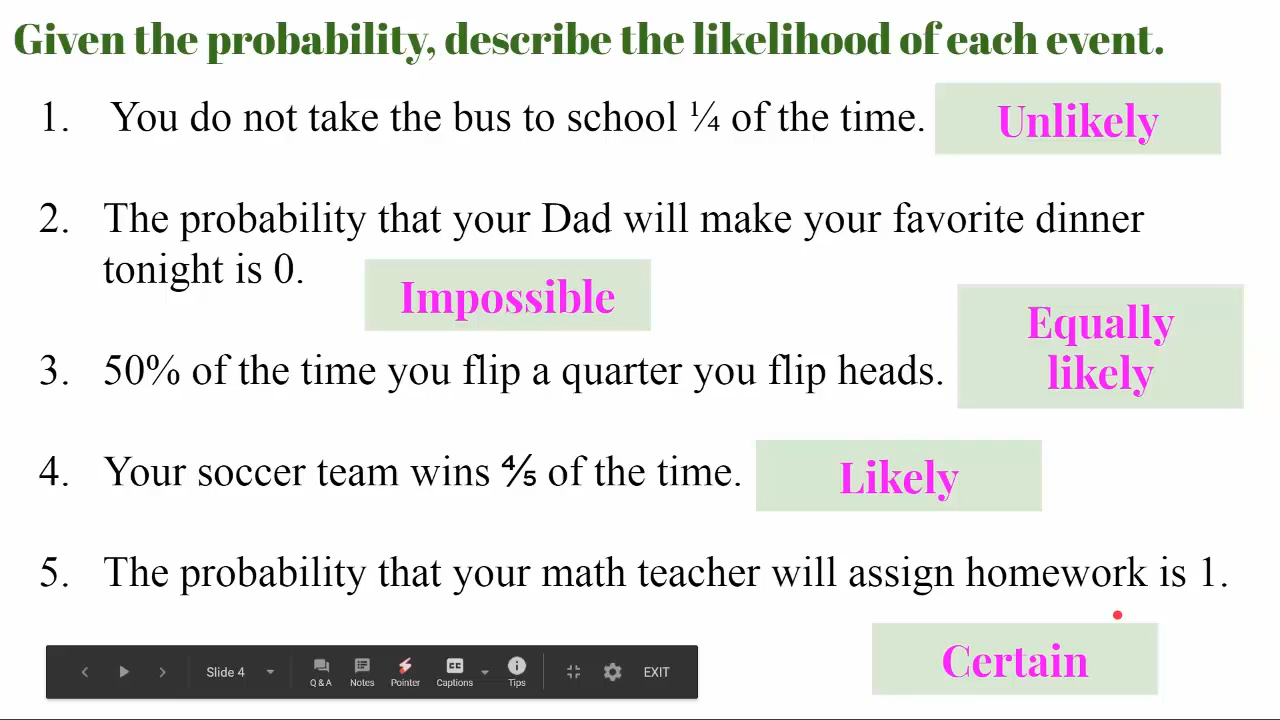 Given the probability, describe the likelihood of each event.
1. You do not take the bus to school ¼ of the time.
Unlikely
2. The probability that your Dad will make your favorite dinner
tonight is 0.
Impossible
3. 50% of the time you flip a quarter you flip heads.
Equally
likely
4. Your soccer team wins ⅘ of the time.
Likely
5. The probability that your math teacher will assign homework is 1.
Certain
Slide 4
Q & A
Notes
Pointer
CC
Captions
Tips
EXIT